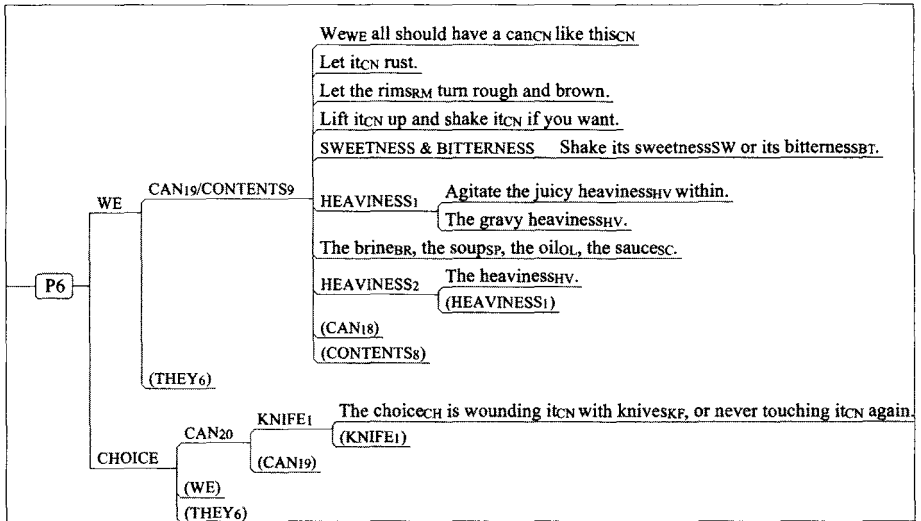 WeWE all should have a canCN like thisCN
Let itCN rust.
Let the rimsRM turn rough and brown.
Lift itCN up and shake itCN if you want.
SWEETNESS & BITTERNESS Shake its sweetnessSW or its bitternessBT.
CAN19/CONTENTS9
HEAVINESS1
Agitate the juicy heavinessHV within.
The gravy heavinessHV.
WE
The brineBR, the soupSP, the oilOL, the sauceSC.
HEAVINESS2
The heavinessHV.
(HEAVINESS1)
P6
(CAN18)
(CONTENTS8)
(THEY6)
CHOICE
CAN20
KNIFE1
The choiceCH is wounding itCN with knivesKF, or never touching itCN again.
(KNIFE1)
(CAN19)
(WE)
(THEY6)